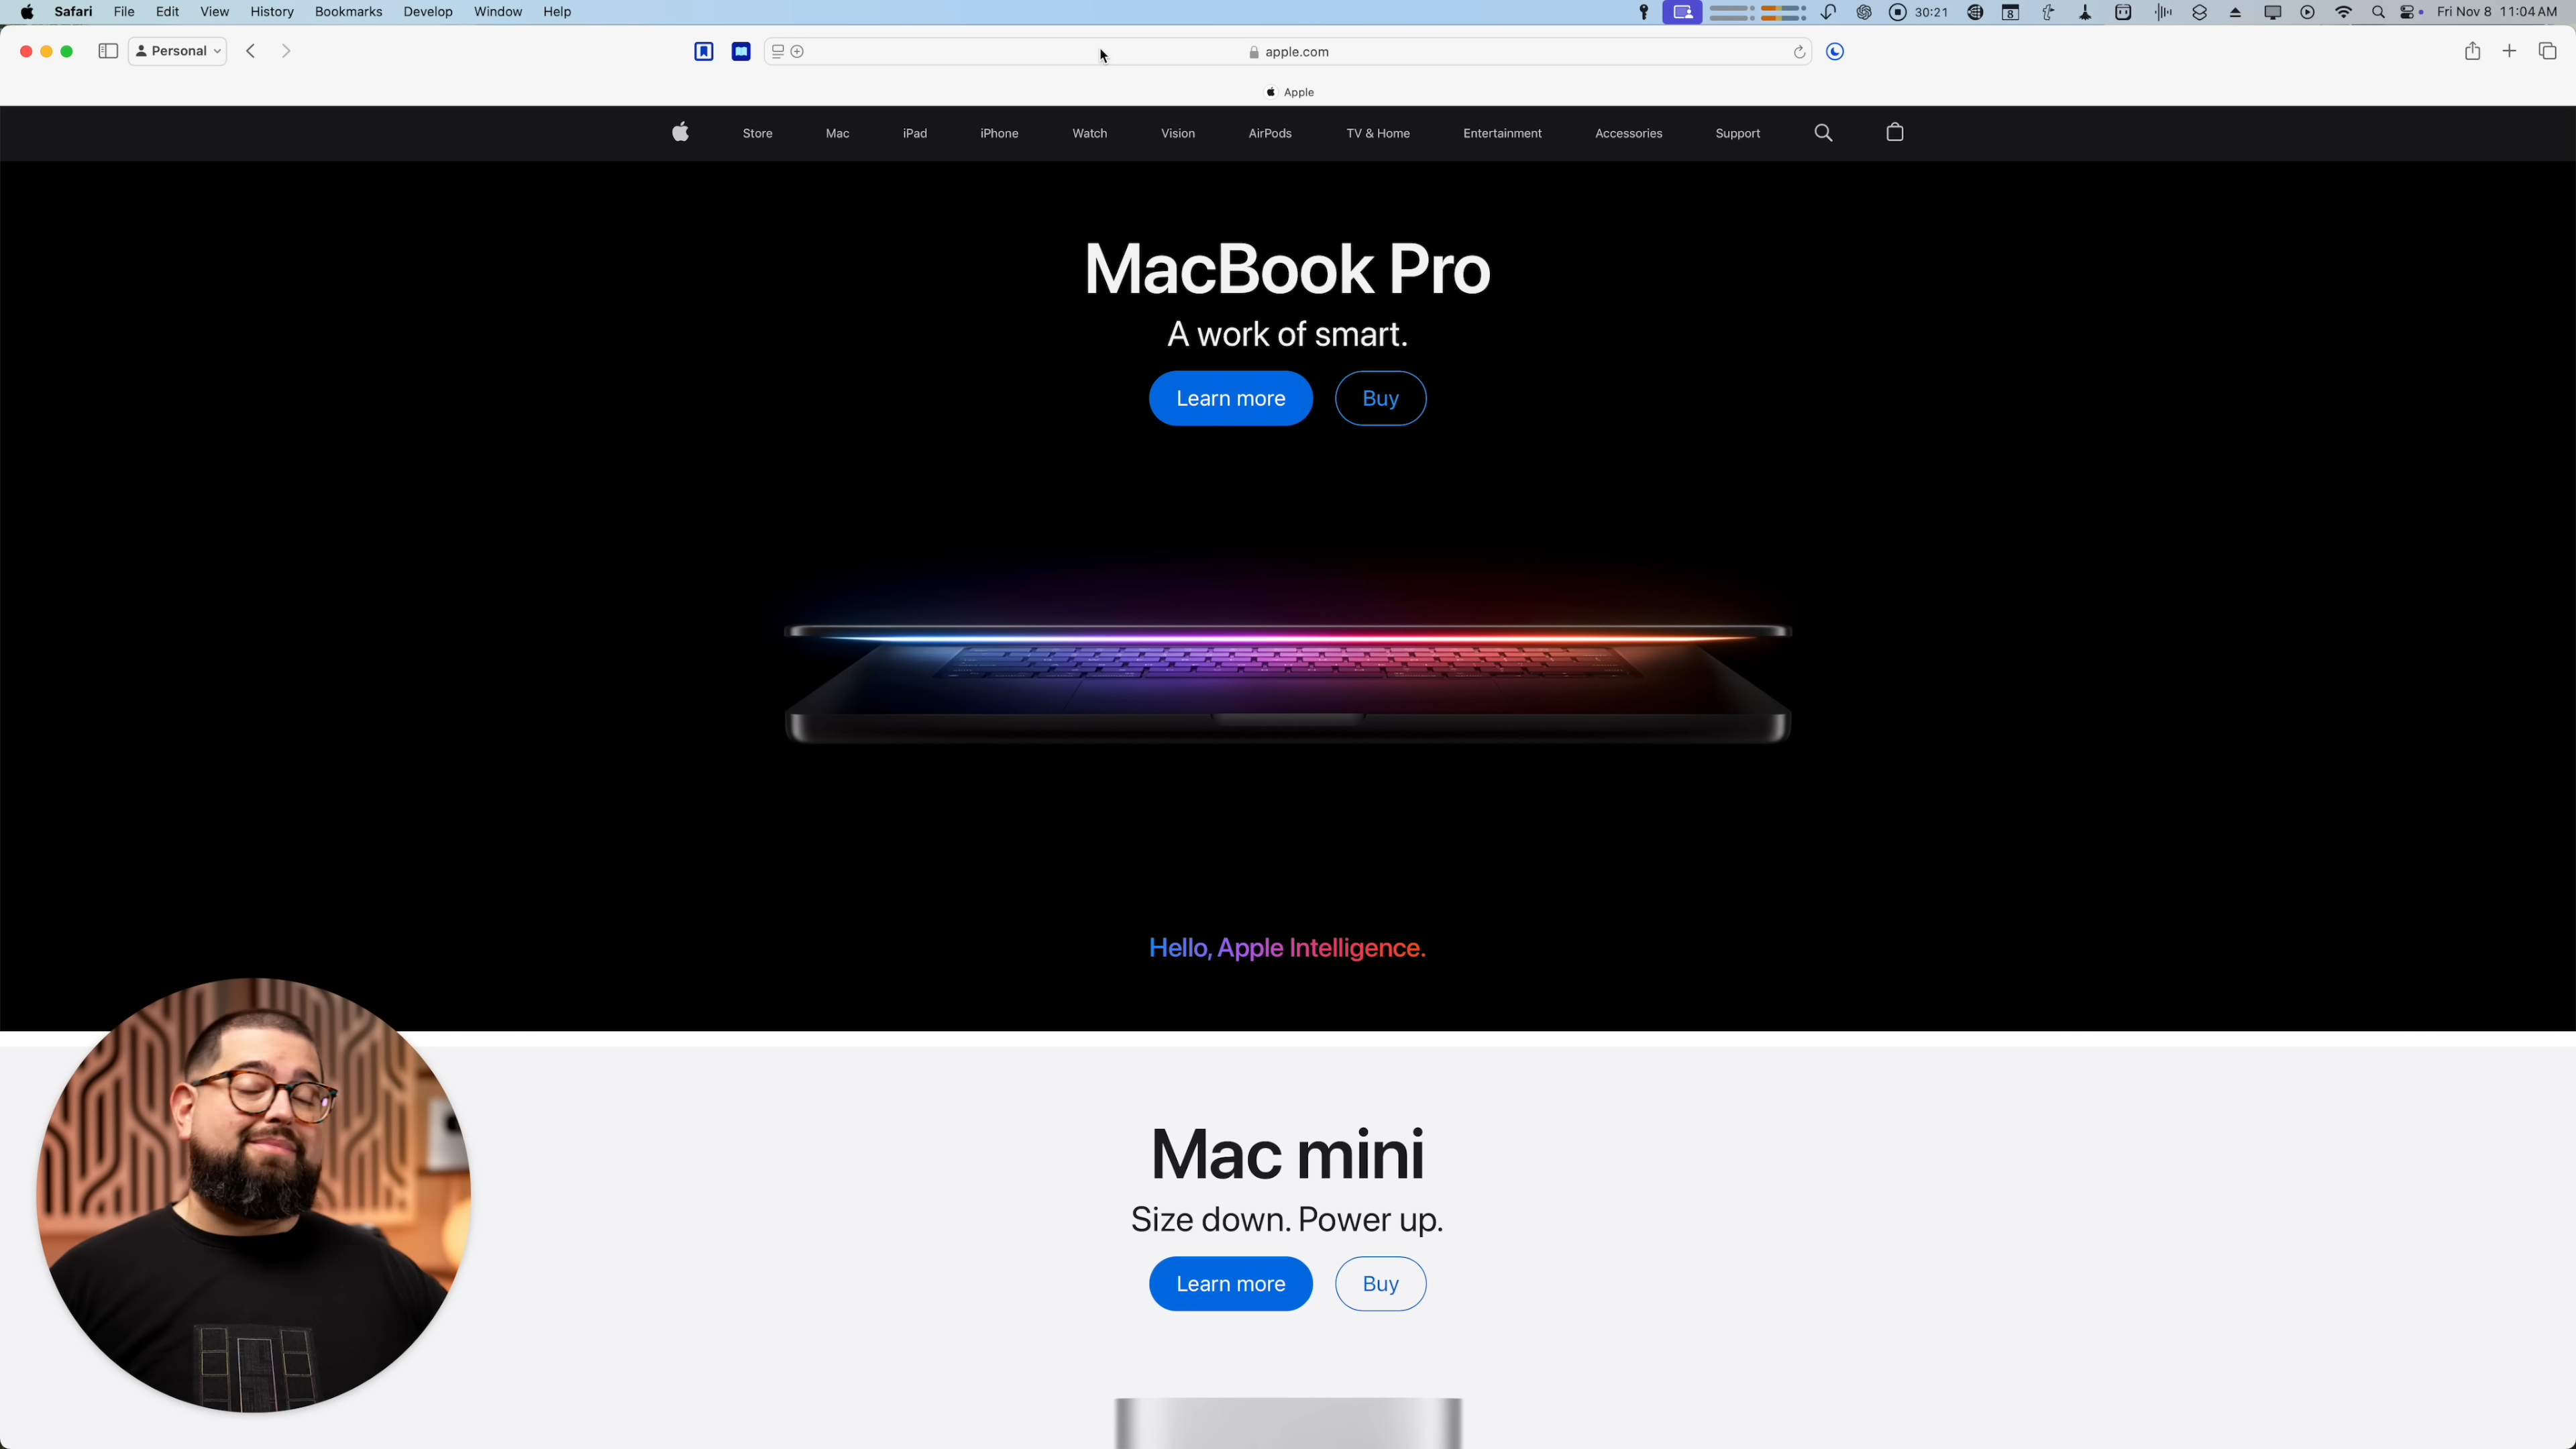 Safari File Edit View History Bookmarks Develop Window Help 30:21 8 Fri Nov 8 11:04 AM
Personal apple.com
Apple
Store Mac iPad iPhone Watch Vision AirPods TV & Home Entertainment Accessories Support
MacBook Pro
A work of smart.
Learn more Buy
Hello, Apple Intelligence.
Mac mini
Size down. Power up.
Learn more Buy